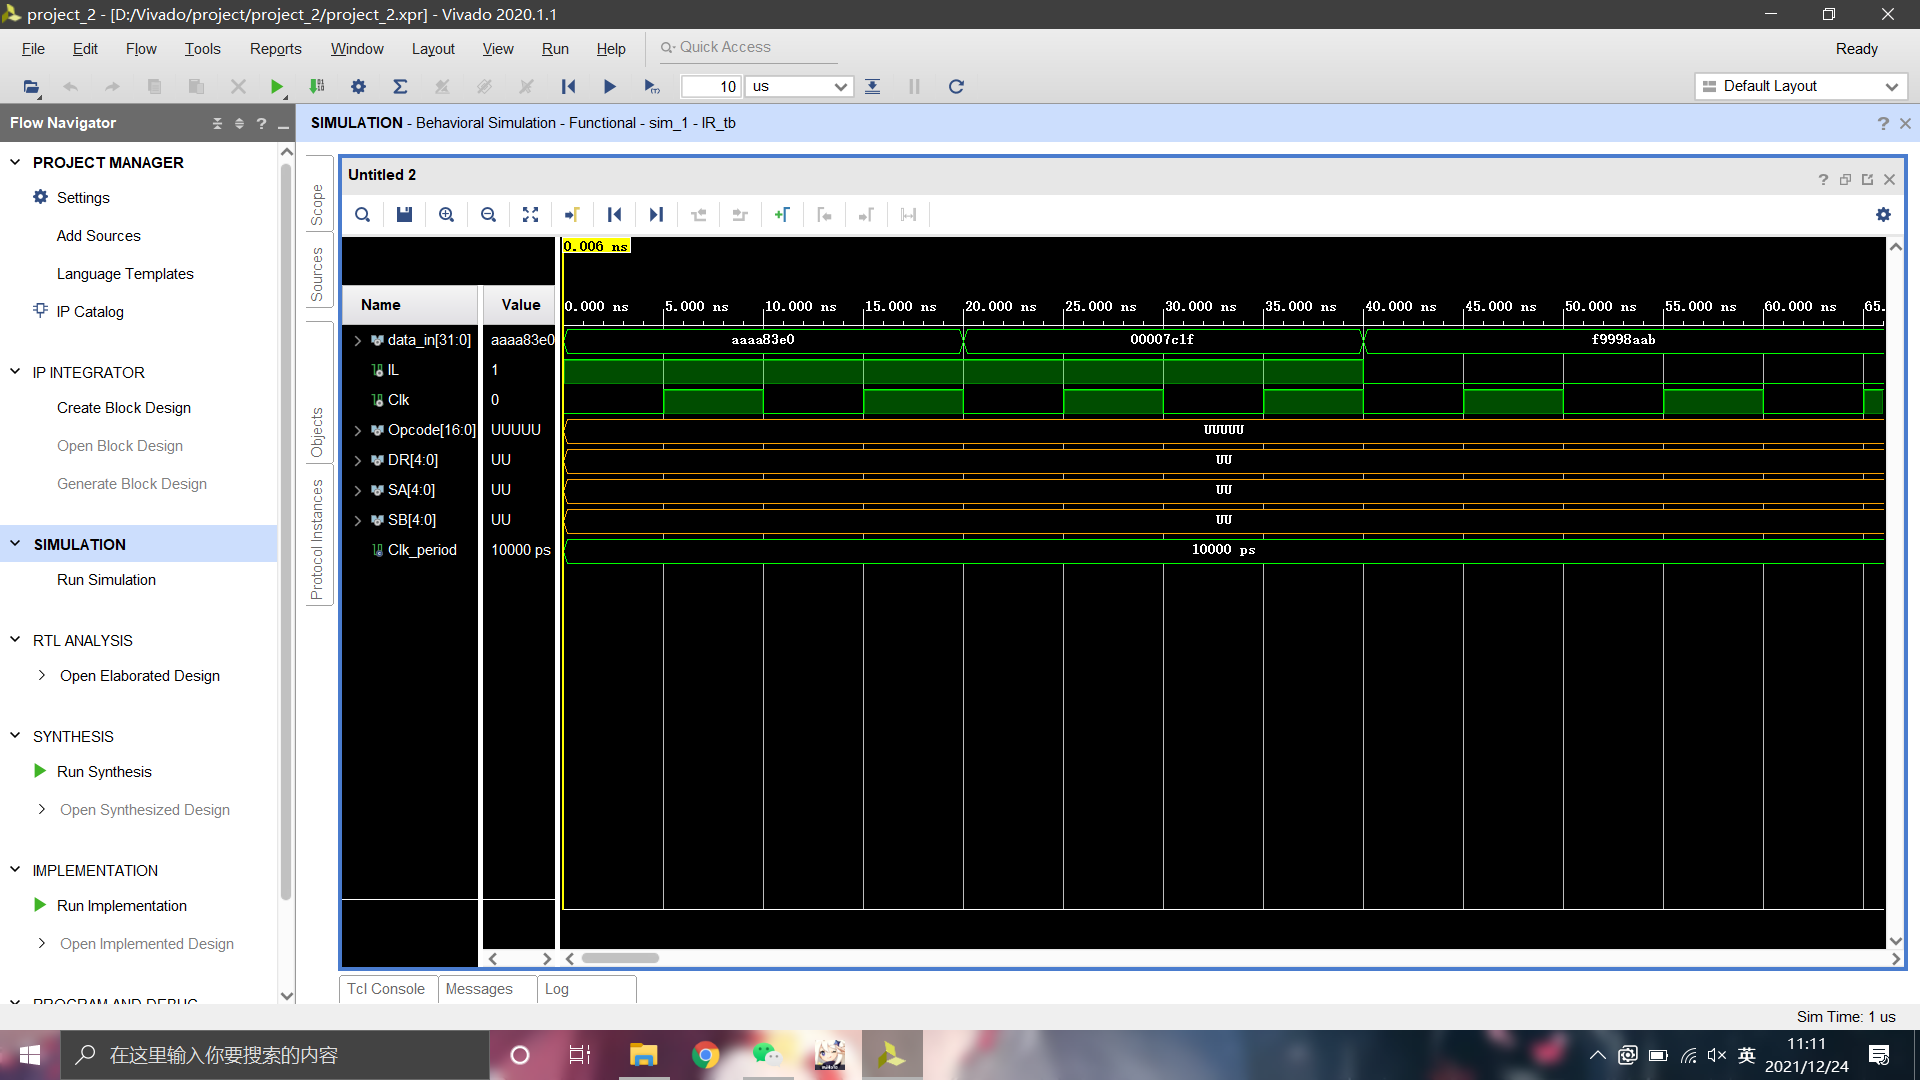 project_2 - [D:/Vivado/project/project_2/project_2.xpr] - Vivado 2020.1.1
File Edit Flow Tools Reports Window Layout View Run Help Quick Access Ready
10 us Default Layout
Flow Navigator
SIMULATION - Behavioral Simulation - Functional - sim_1 - IR_tb
PROJECT MANAGER
Settings
Add Sources
Language Templates
IP Catalog
IP INTEGRATOR
Create Block Design
Open Block Design
Generate Block Design
SIMULATION
Run Simulation
RTL ANALYSIS
Open Elaborated Design
SYNTHESIS
Run Synthesis
Open Synthesized Design
IMPLEMENTATION
Run Implementation
Open Implemented Design
PROGRAM AND DEBUG
Scope
Sources
Objects
Protocol Instances
Untitled 2
0.006 ns
Name Value 0.000 ns 5.000 ns 10.000 ns 15.000 ns 20.000 ns 25.000 ns 30.000 ns 35.000 ns 40.000 ns 45.000 ns 50.000 ns 55.000 ns 60.000 ns 65.
data_in[31:0] aaaa83e0 aaaa83e0 00007c1f f9998aab
IL 1
Clk 0
Opcode[16:0] UUUUU UUUUU
DR[4:0] UU UU
SA[4:0] UU UU
SB[4:0] UU UU
Clk_period 10000 ps 10000 ps
Tcl Console Messages Log
Sim Time: 1 us
在这里输入你要搜索的内容
英
11:11
2021/12/24